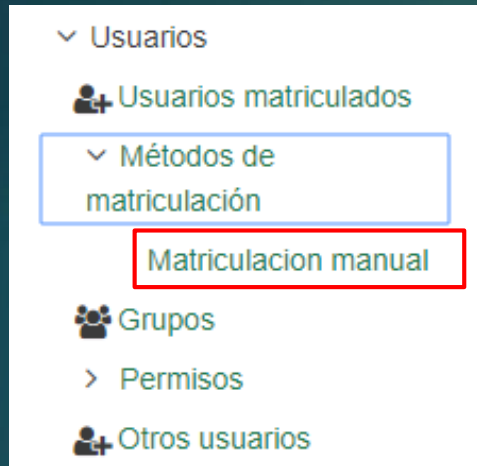 Usuarios
Usuarios matriculados
Métodos de
matriculación
Matriculacion manual
Grupos
Permisos
Otros usuarios